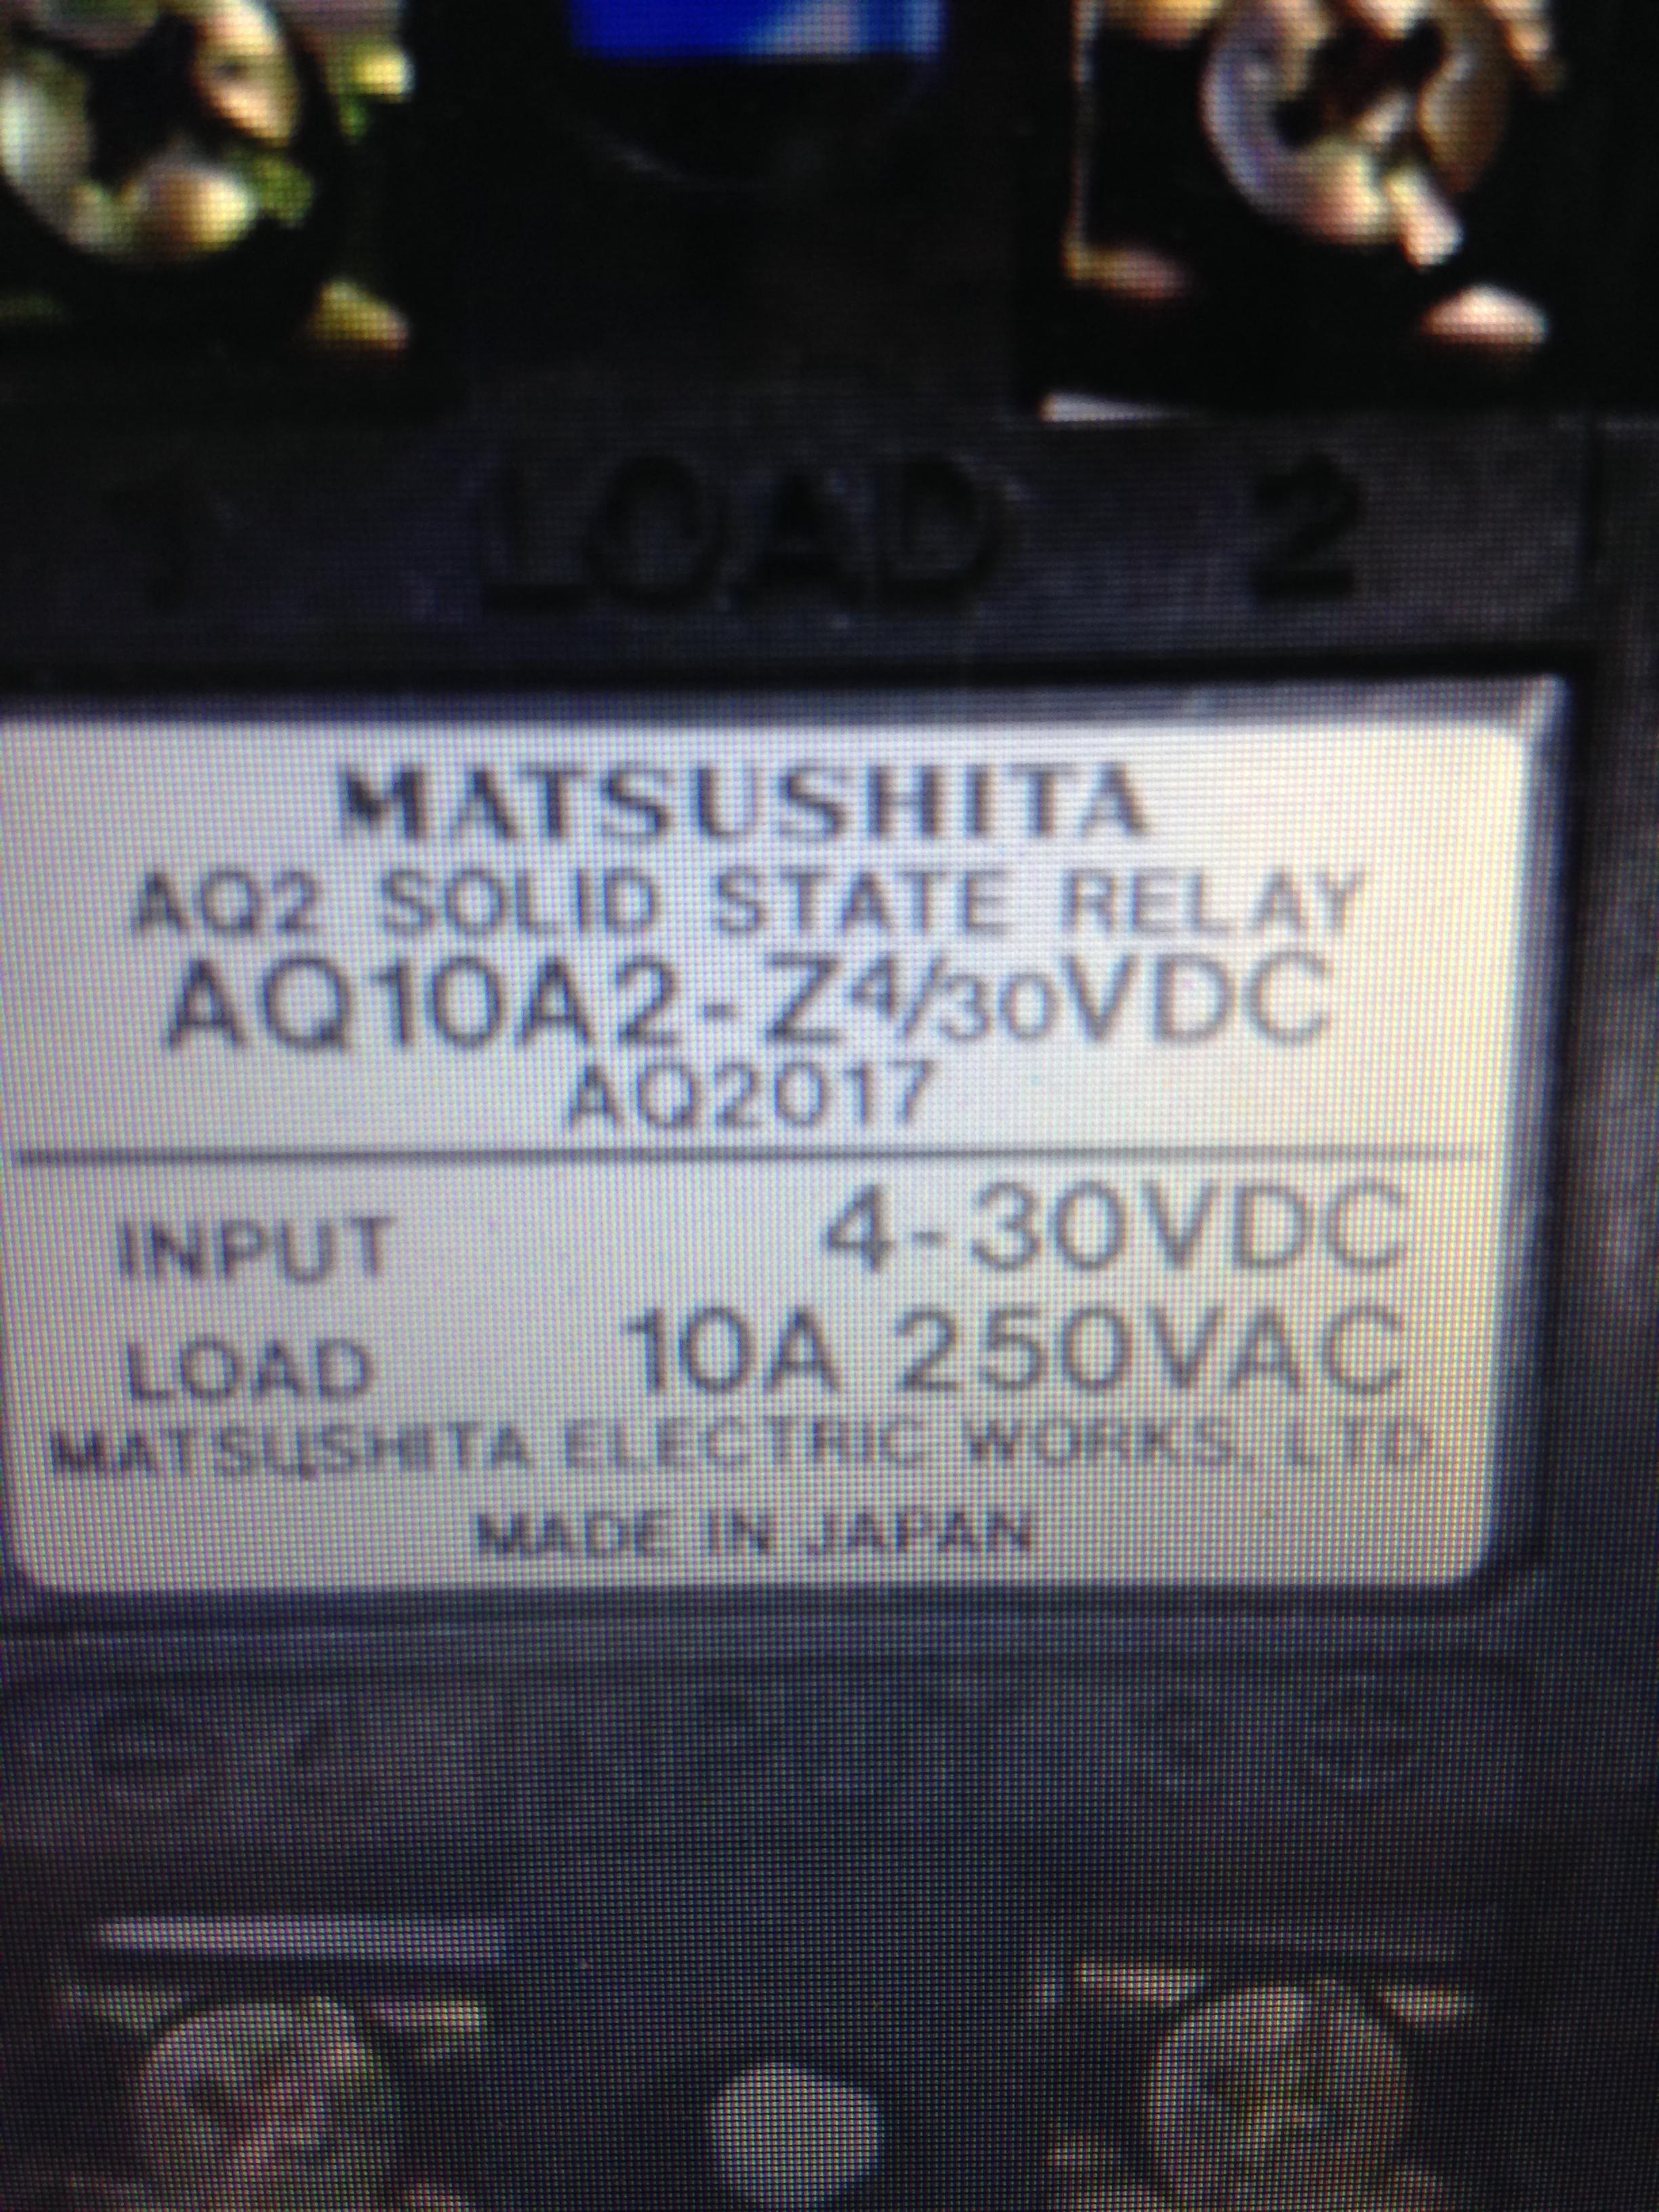 1 LOAD 2
MATSUSHITA
AQ2 SOLID STATE RELAY
AQ10A2-Z4/30VDC
AQ2017
INPUT 4-30VDC
LOAD 10A 250VAC
MATSUSHITA ELECTRIC WORKS, LTD
MADE IN JAPAN